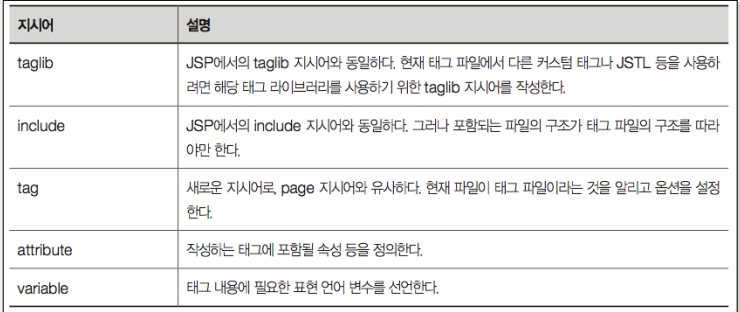 지시어 설명
taglib JSP에서의 taglib 지시어와 동일하다. 현재 태그 파일에서 다른 커스텀 태그나 JSTL 등을 사용하
려면 해당 태그 라이브러리를 사용하기 위한 taglib 지시어를 작성한다.
include JSP에서의 include 지시어와 동일하다. 그러나 포함되는 파일의 구조가 태그 파일의 구조를 따라
야만 한다.
tag 새로운 지시어로, page 지시어와 유사하다. 현재 파일이 태그 파일이라는 것을 알리고 옵션을 설정
한다.
attribute 작성하는 태그에 포함될 속성 등을 정의한다.
variable 태그 내용에 필요한 표현 언어 변수를 선언한다.